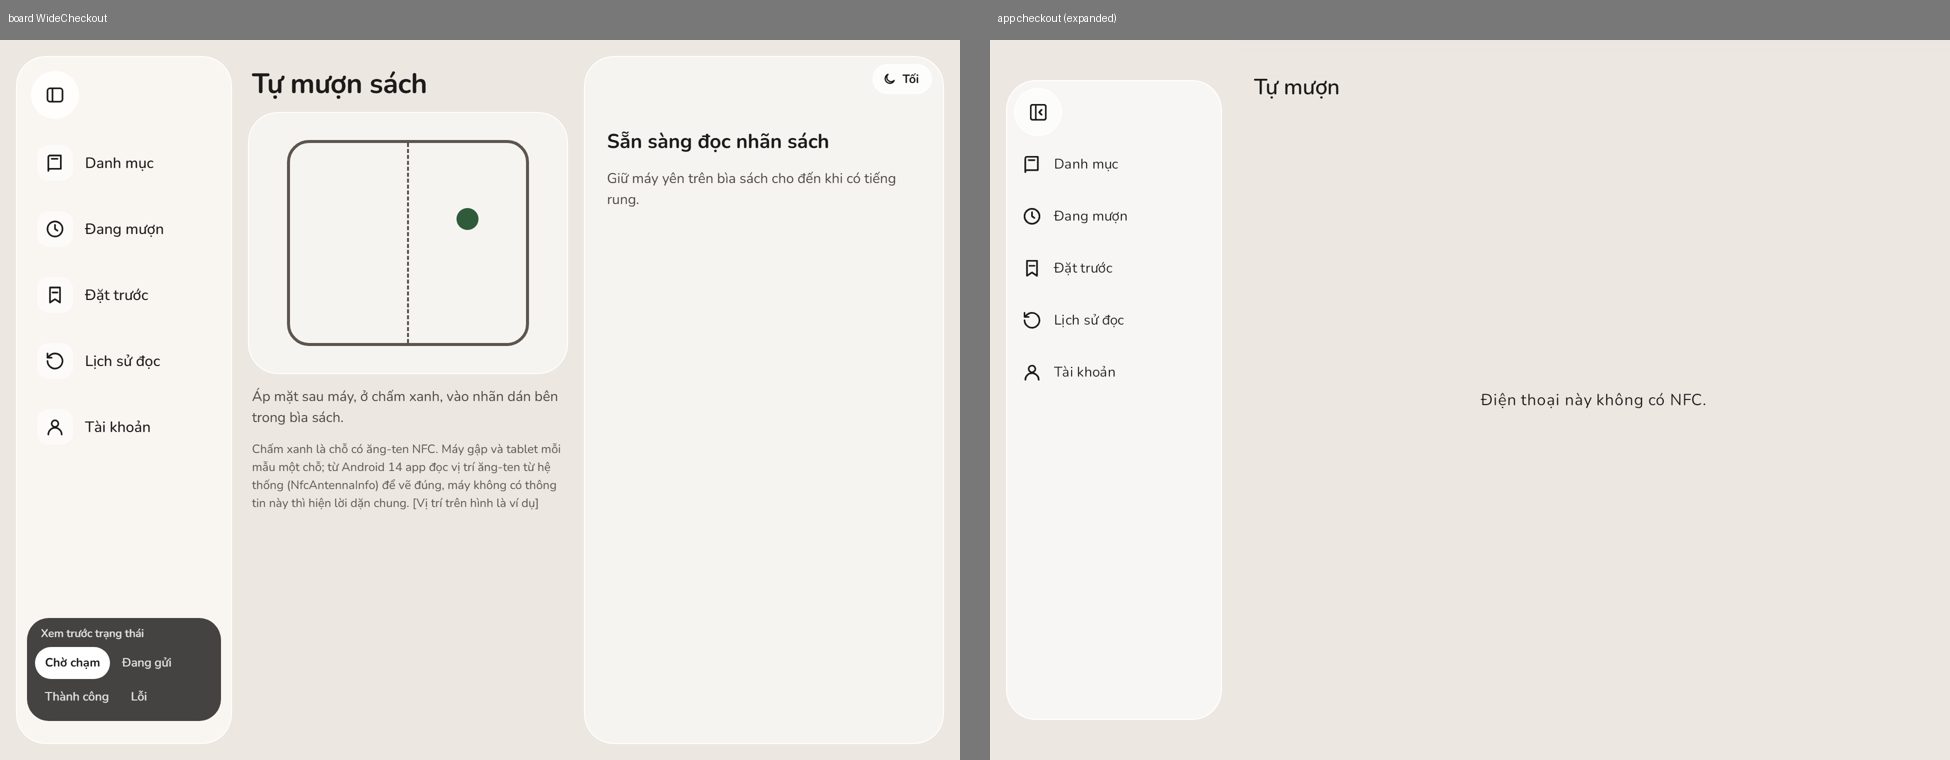 board WideCheckout
Danh mục
Đang mượn
Đặt trước
Lịch sử đọc
Tài khoản
Xem trước trạng thái
Chờ chạm
Đang gửi
Thành công
Lỗi
Tự mượn sách
Áp mặt sau máy, ở chấm xanh, vào nhãn dán bên
trong bìa sách.
Chấm xanh là chỗ có ăng-ten NFC. Máy gập và tablet mỗi
mẫu một chỗ; từ Android 14 app đọc vị trí ăng-ten từ hệ
thống (NfcAntennaInfo) để vẽ đúng, máy không có thông
tin này thì hiện lời dặn chung. [Vị trí trên hình là ví dụ]
Tối
Sẵn sàng đọc nhãn sách
Giữ máy yên trên bìa sách cho đến khi có tiếng
rung.
app checkout (expanded)
Danh mục
Đang mượn
Đặt trước
Lịch sử đọc
Tài khoản
Tự mượn
Điện thoại này không có NFC.